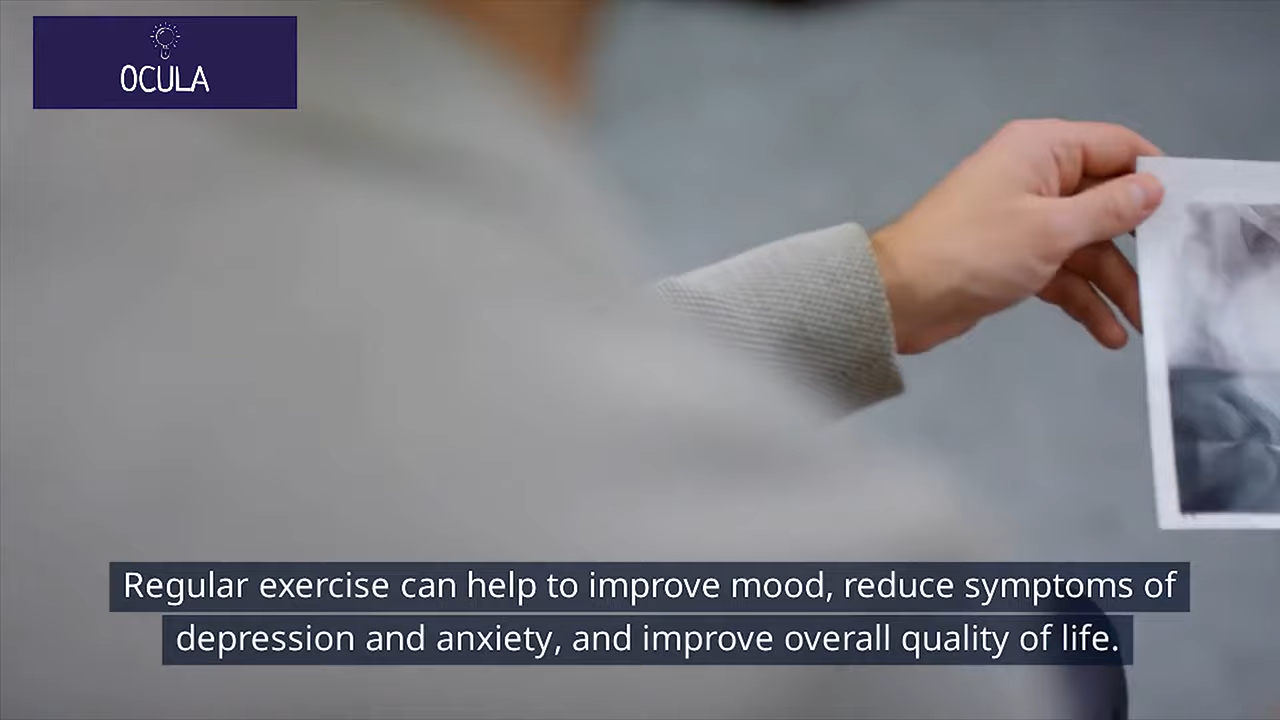 OCULA
Regular exercise can help to improve mood, reduce symptoms of
depression and anxiety, and improve overall quality of life.